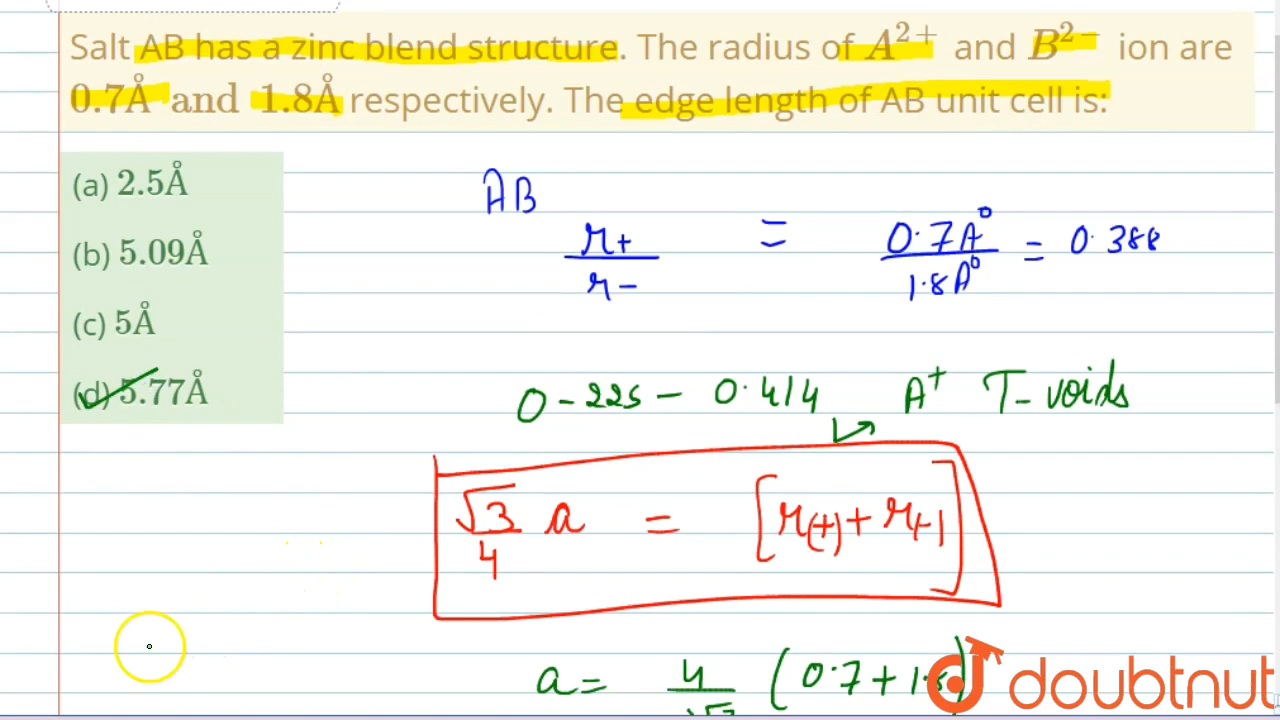 Salt AB has a zinc blend structure. The radius of A²⁺ and B²⁻ ion are
0.7Å and 1.8Å respectively. The edge length of AB unit cell is:
(a) 2.5Å
(b) 5.09Å
(c) 5Å
(d) 5.77Å
AB
r+/r- = 0.7A⁰/1.8A⁰ = 0.388
0-225 - 0.414 A⁺ T-voids
√3/4 a = [r(+) + r(-)]
a = 4/√3 (0.7+1.8)
doubtnut